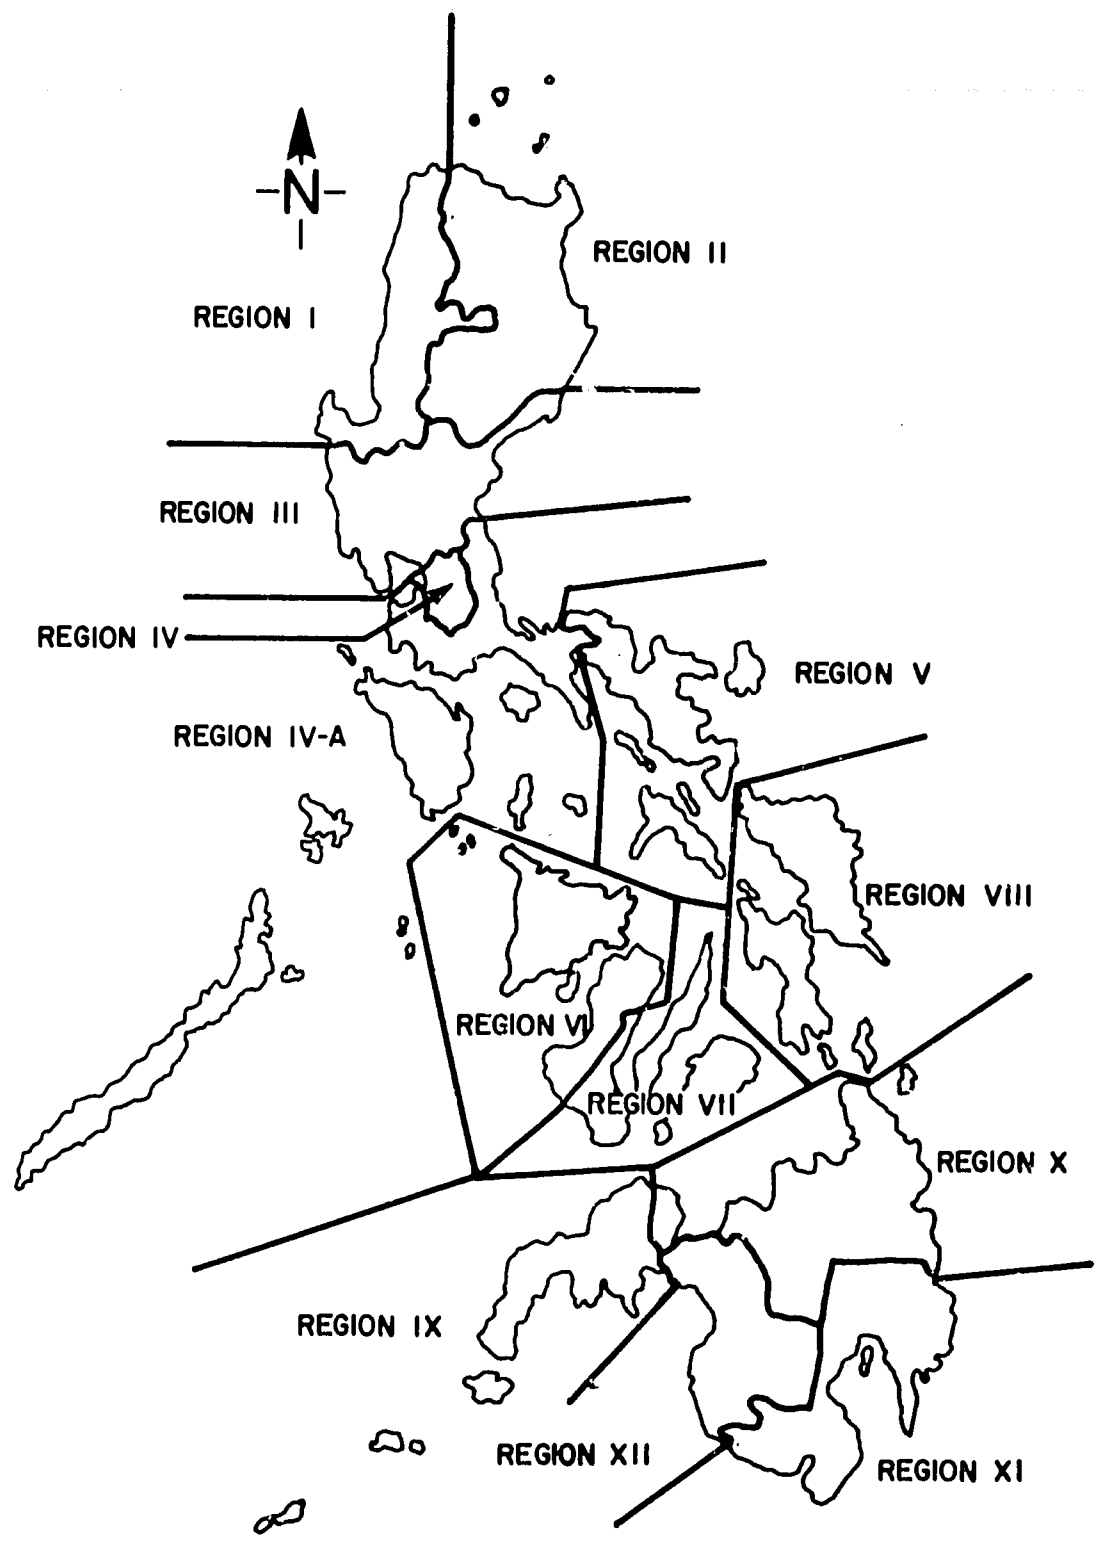 N
REGION II
REGION I
REGION III
REGION IV
REGION V
REGION IV-A
REGION VIII
REGION VI
REGION VII
REGION X
REGION IX
REGION XII
REGION XI